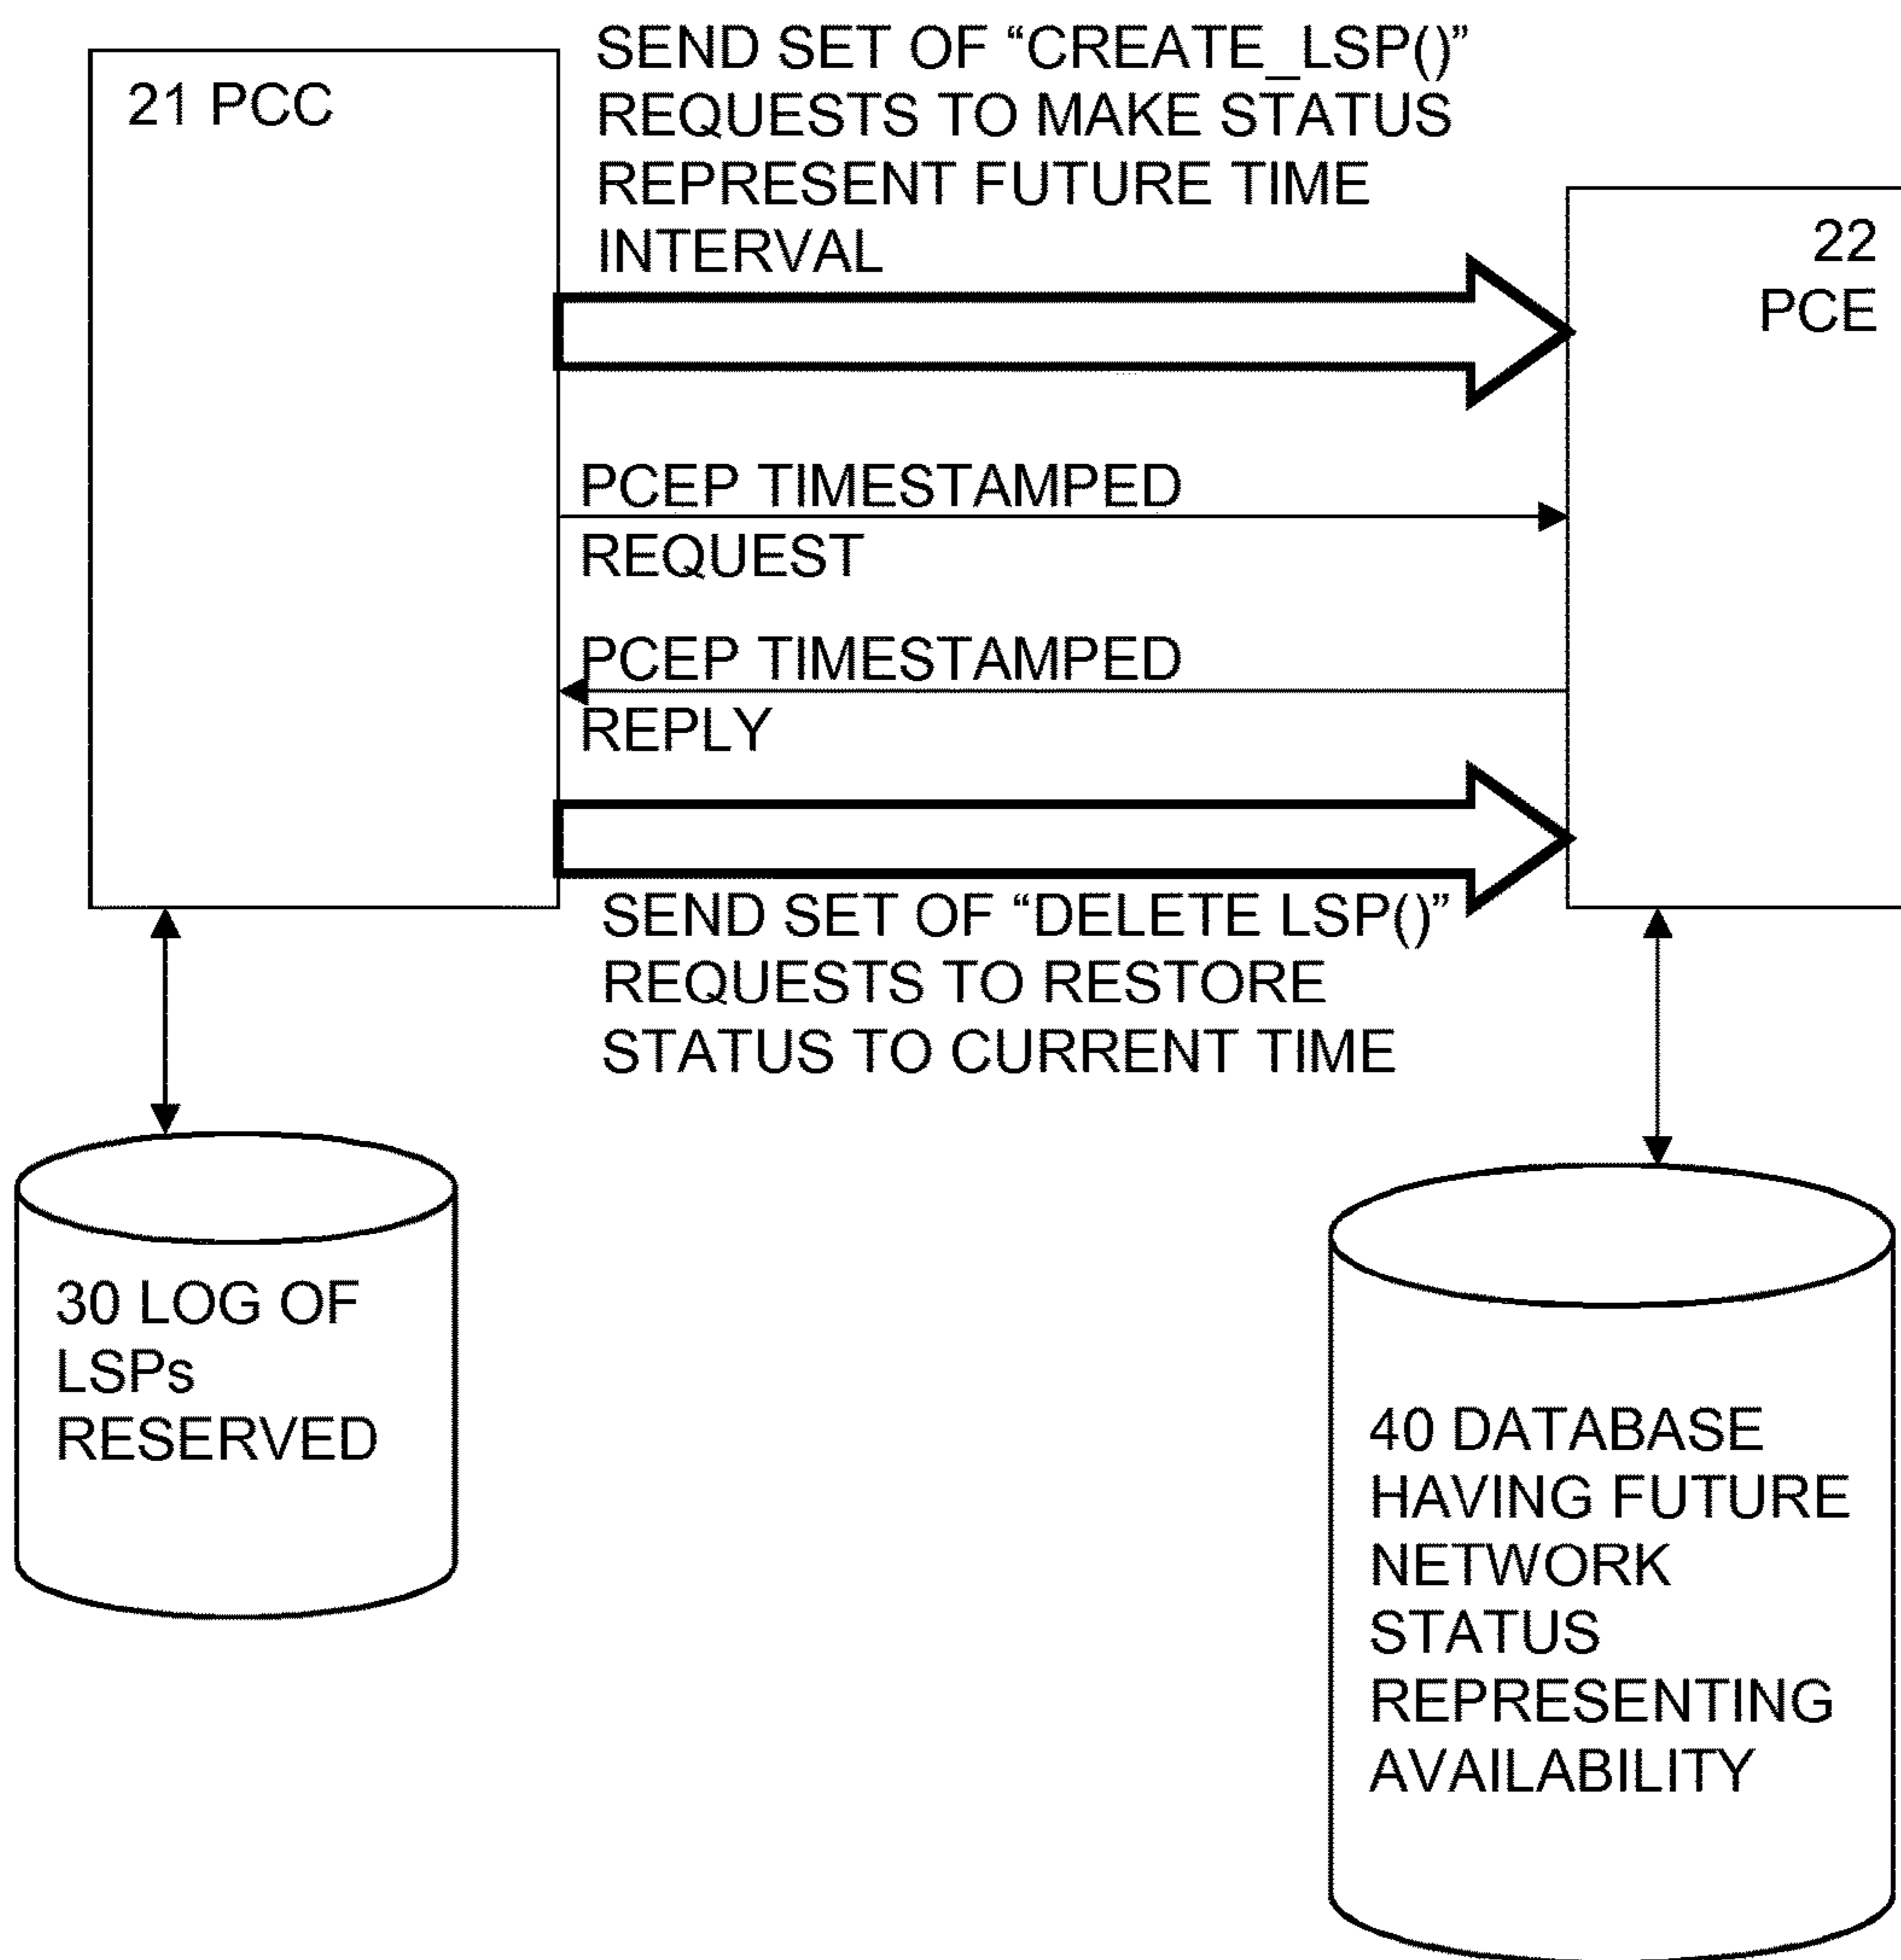 21 PCC
SEND SET OF “CREATE_LSP()”
REQUESTS TO MAKE STATUS
REPRESENT FUTURE TIME
INTERVAL
22
PCE
PCEP TIMESTAMPED
REQUEST
PCEP TIMESTAMPED
REPLY
SEND SET OF “DELETE LSP()”
REQUESTS TO RESTORE
STATUS TO CURRENT TIME
30 LOG OF
LSPs
RESERVED
40 DATABASE
HAVING FUTURE
NETWORK
STATUS
REPRESENTING
AVAILABILITY